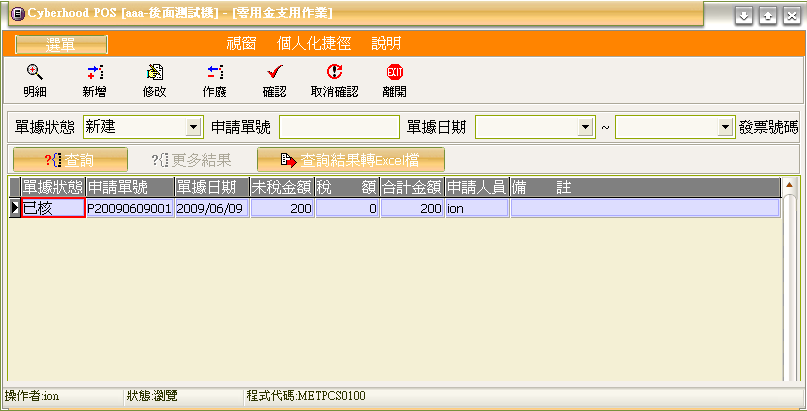 Cyberhood POS [aaa-後面測試機] - [零用金支用作業]
選單 視窗 個人化捷徑 說明
明細 新增 修改 作廢 確認 取消確認 離開
單據狀態 新建 申請單號 單據日期 ~ 發票號碼
查詢 更多結果 查詢結果轉Excel檔
單據狀態 申請單號 單據日期 未稅金額 稅 額 合計金額 申請人員 備 註
已核 P20090609001 2009/06/09 200 0 200 ion
操作者:ion 狀態:瀏覽 程式代碼:METPCS0100